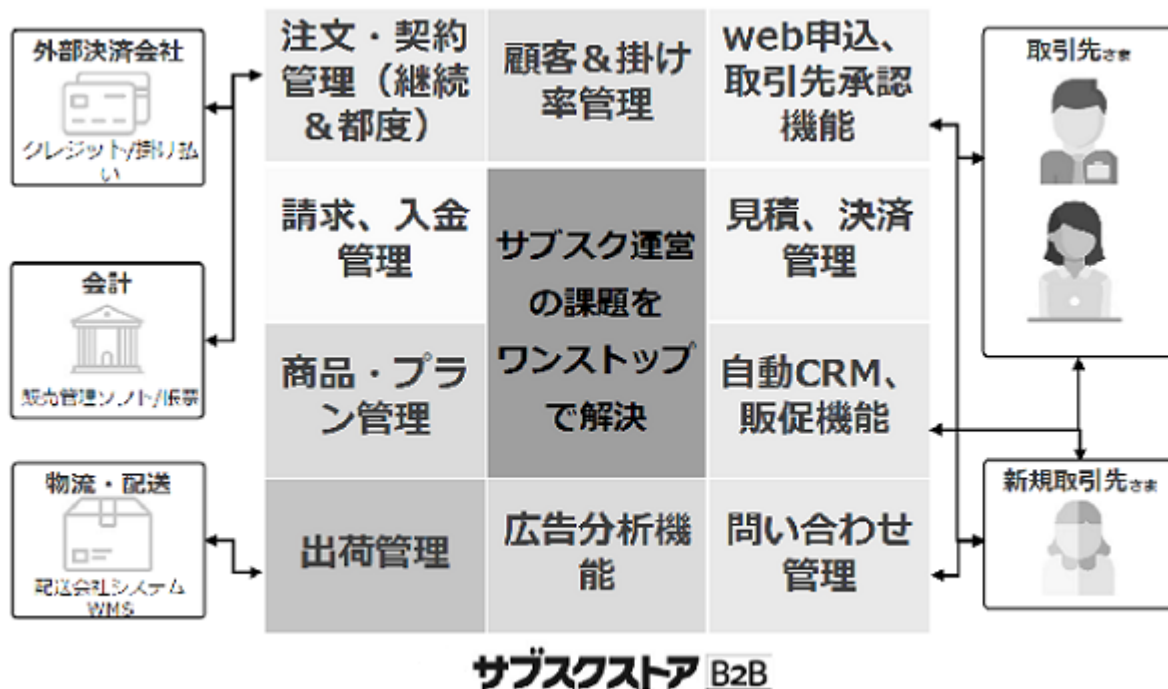 外部決済会社
クレジット/掛け払
い
会計
販売管理ソフト/帳票
物流・配送
配送会社システム
WMS
注文・契約
管理（継続
＆都度）
顧客＆掛け
率管理
web申込、
取引先承認
機能
請求、入金
管理
サブスク運営
の課題を
ワンストップ
で解決
見積、決済
管理
商品・プラ
ン管理
自動CRM、
販促機能
出荷管理
広告分析機
能
問い合わせ
管理
取引先さま
新規取引先さま
サブスクストア B2B